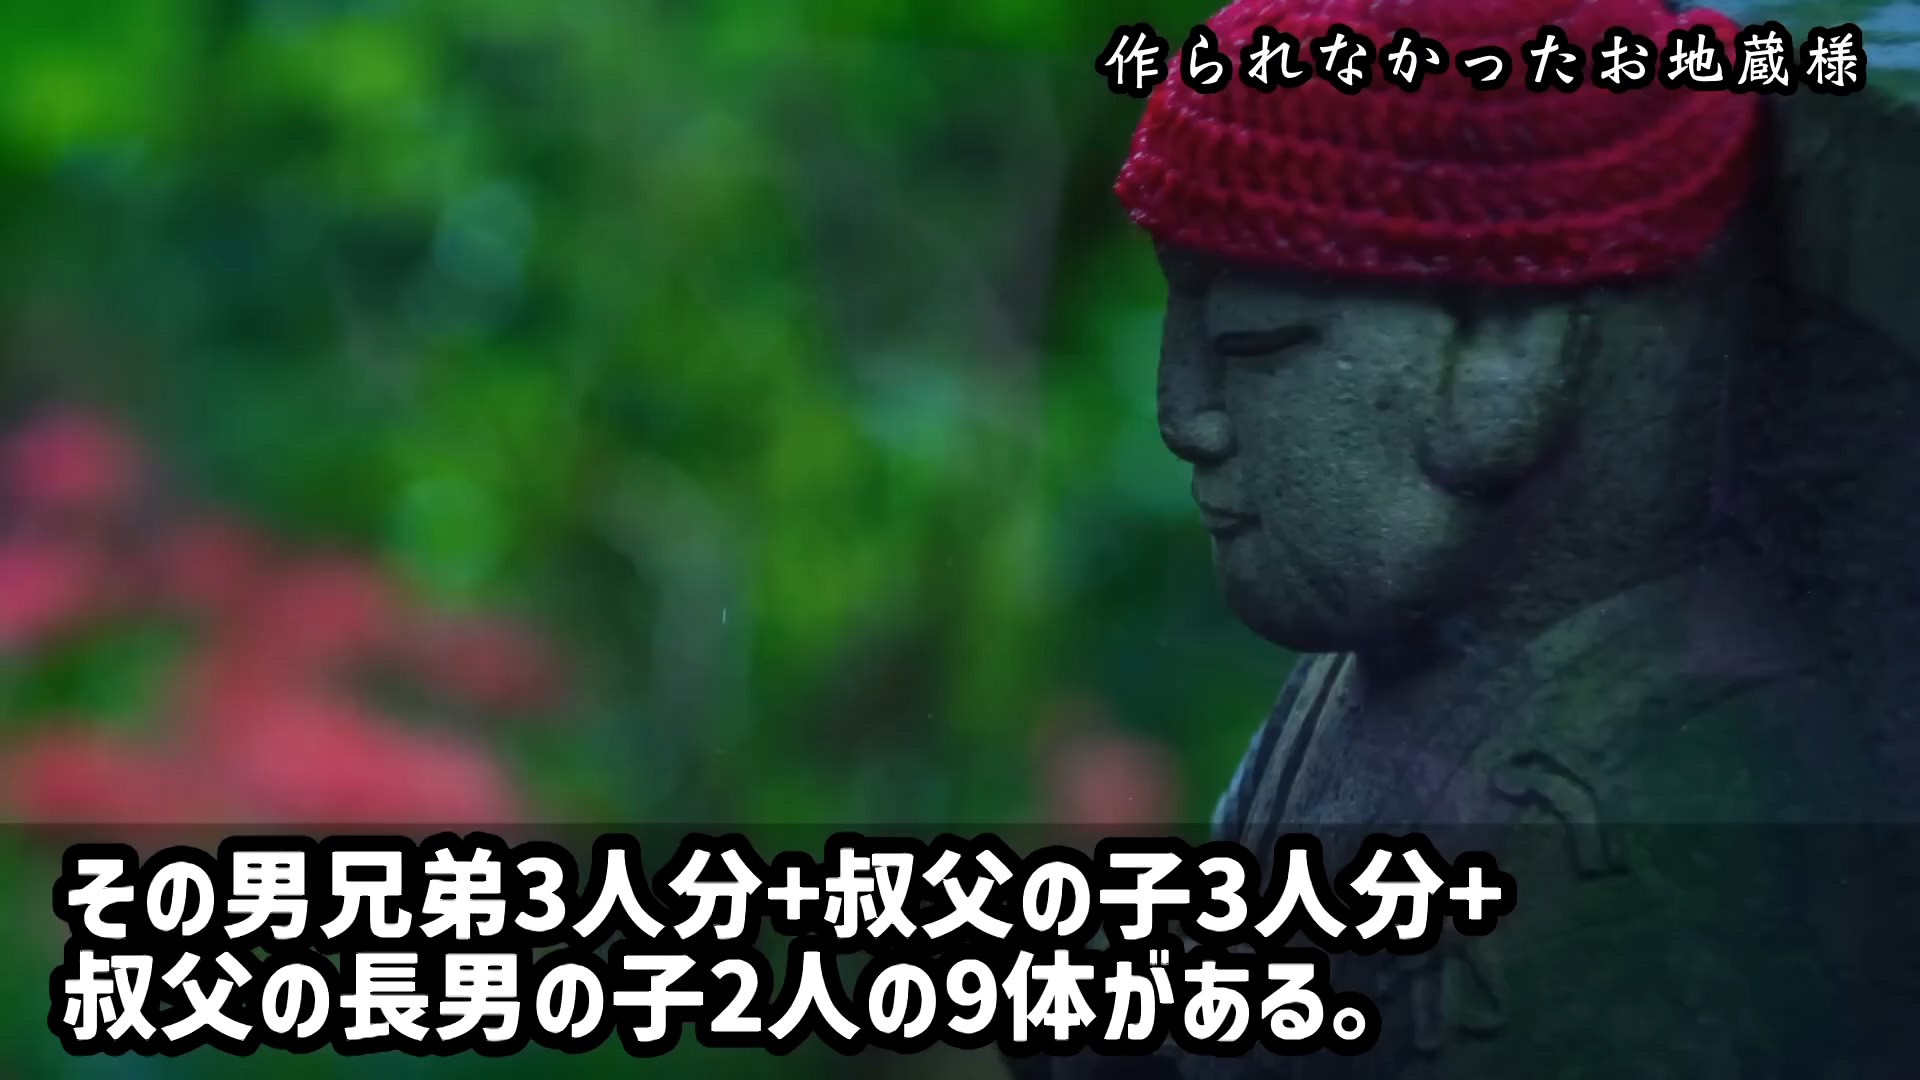 作られなかったお地蔵様
その男兄弟3人分+叔父の子3人分+
叔父の長男の子2人の9体がある。